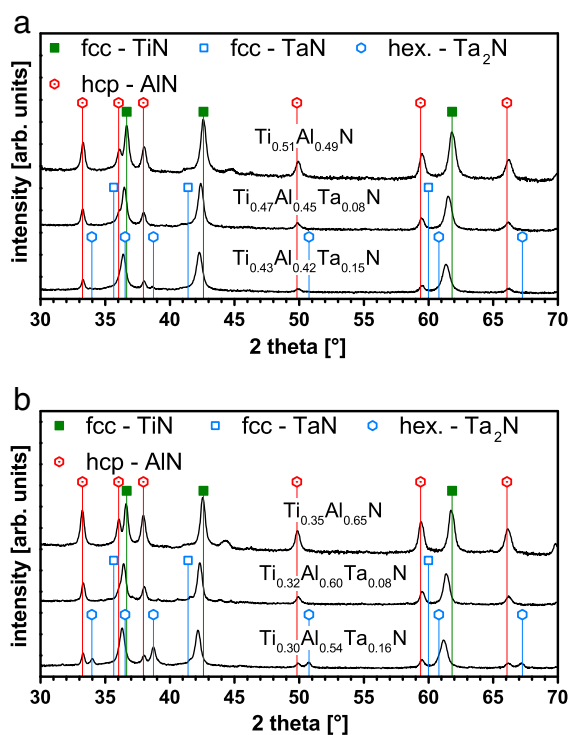 a
fcc - TiN fcc - TaN hex. - Ta₂N
hcp - AlN
Ti₀.₅₁Al₀.₄₉N
Ti₀.₄₇Al₀.₄₅Ta₀.₀₈N
Ti₀.₄₃Al₀.₄₂Ta₀.₁₅N
intensity [arb. units]
30 35 40 45 50 55 60 65 70
2 theta [°]
b
fcc - TiN fcc - TaN hex. - Ta₂N
hcp - AlN
Ti₀.₃₅Al₀.₆₅N
Ti₀.₃₂Al₀.₆₀Ta₀.₀₈N
Ti₀.₃₀Al₀.₅₄Ta₀.₁₆N
intensity [arb. units]
30 35 40 45 50 55 60 65 70
2 theta [°]